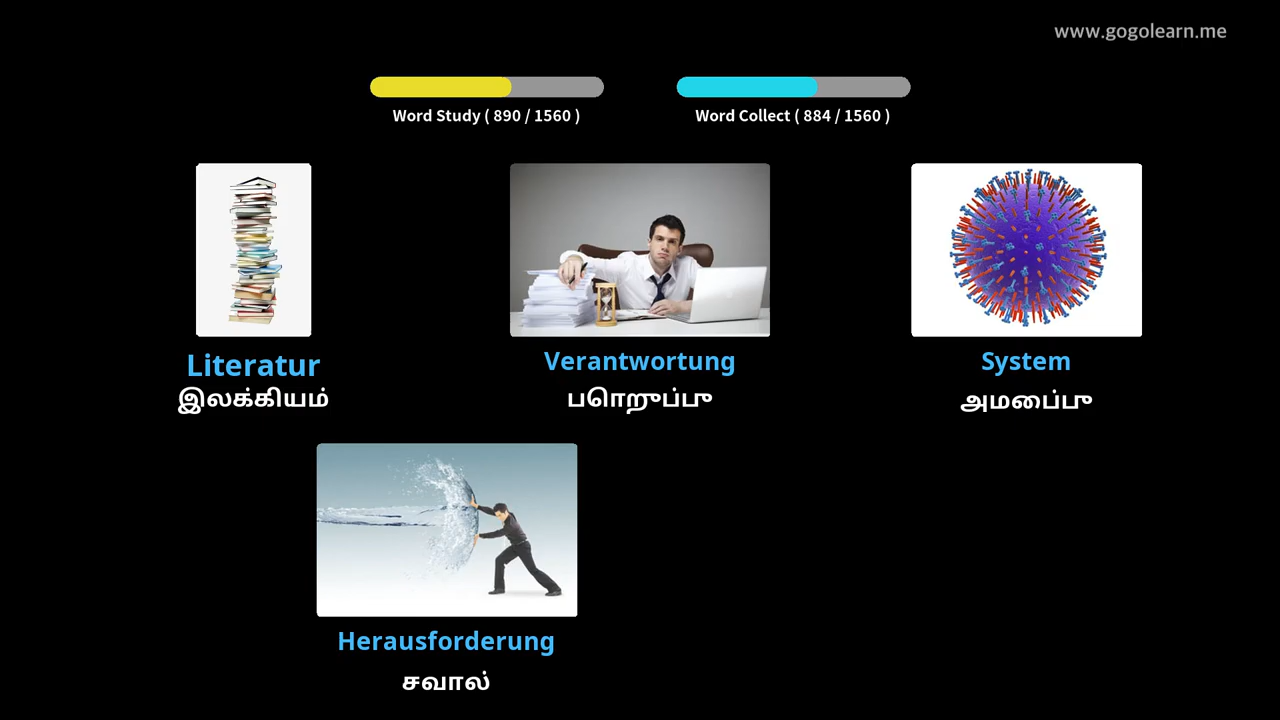 www.gogolearn.me
Word Study ( 890 / 1560 )
Word Collect ( 884 / 1560 )
Literatur
இலக்கியம்
Verantwortung
பொறுப்பு
System
அமைப்பு
Herausforderung
சவால்